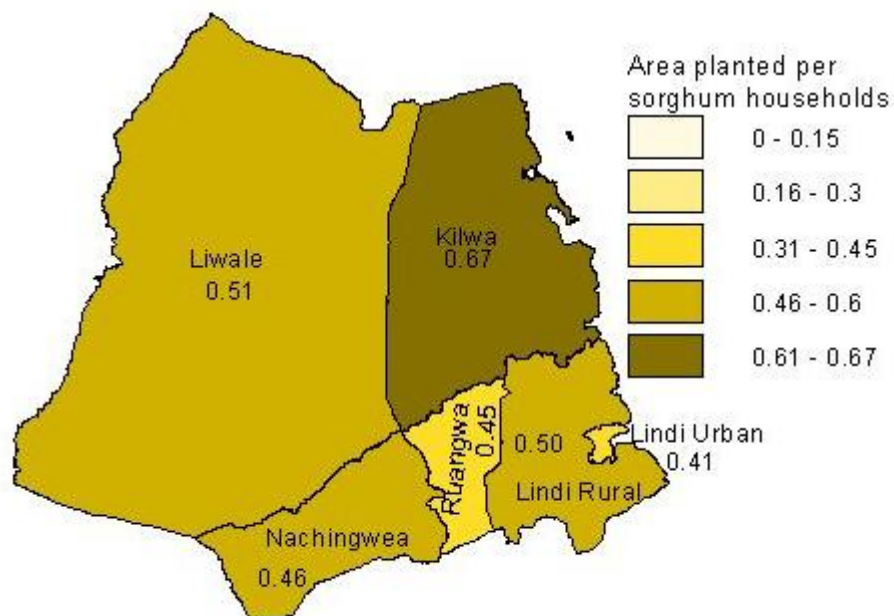 Area planted per
sorghum households
0 - 0.15
0.16 - 0.3
0.31 - 0.45
0.46 - 0.6
0.61 - 0.67
Liwale
0.51
Kilwa
0.67
Ruangwa
0.45
0.50
Lindi Rural
Lindi Urban
0.41
Nachingwea
0.46